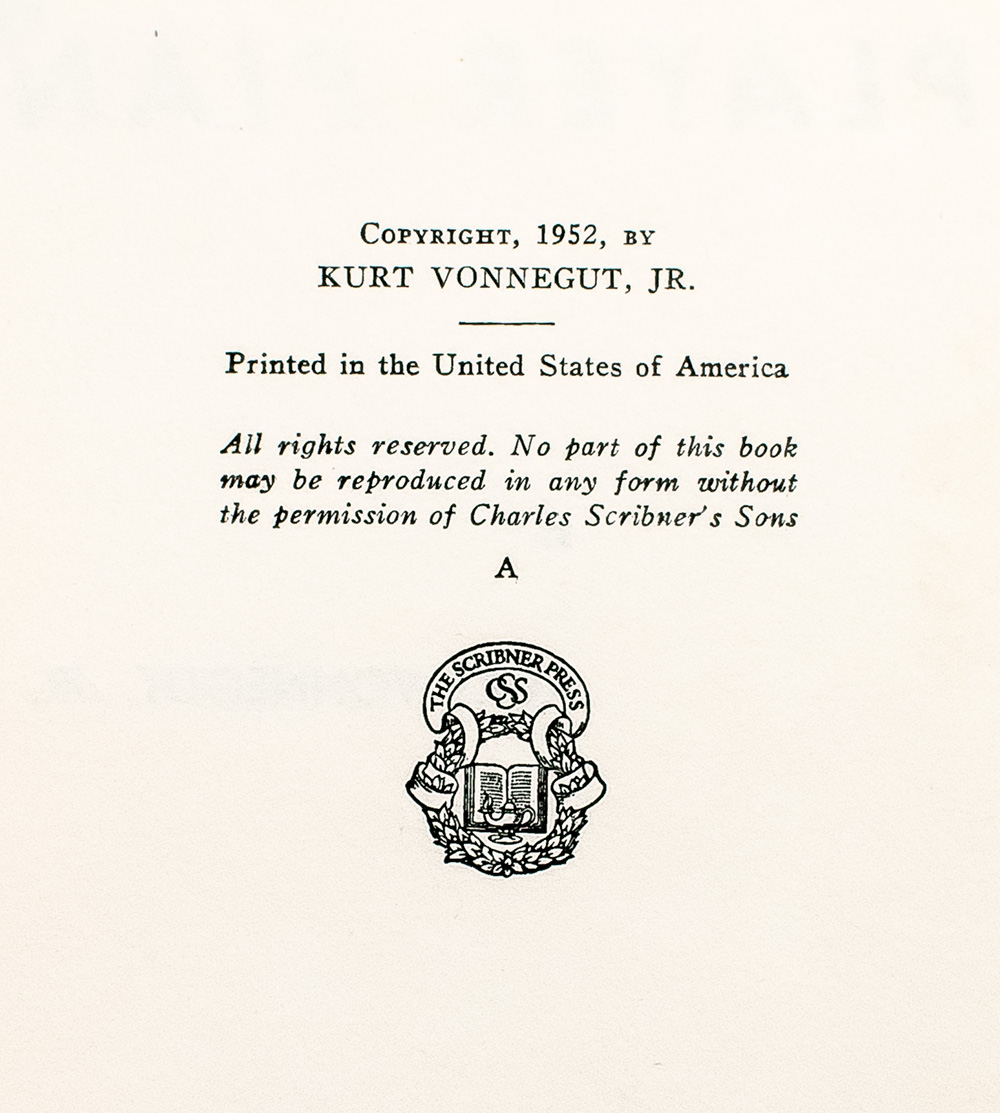 COPYRIGHT, 1952, BY
KURT VONNEGUT, JR.
Printed in the United States of America
All rights reserved. No part of this book
may be reproduced in any form without
the permission of Charles Scribner's Sons
A
THE SCRIBNER PRESS
CSS